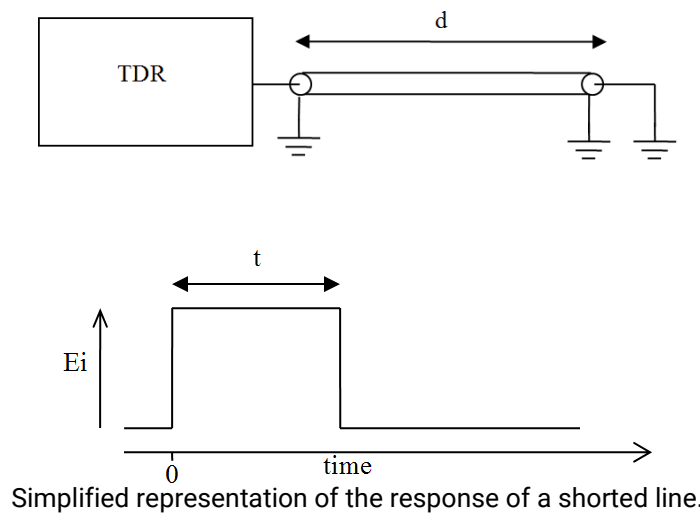 d
TDR
t
Ei
time
0
Simplified representation of the response of a shorted line.